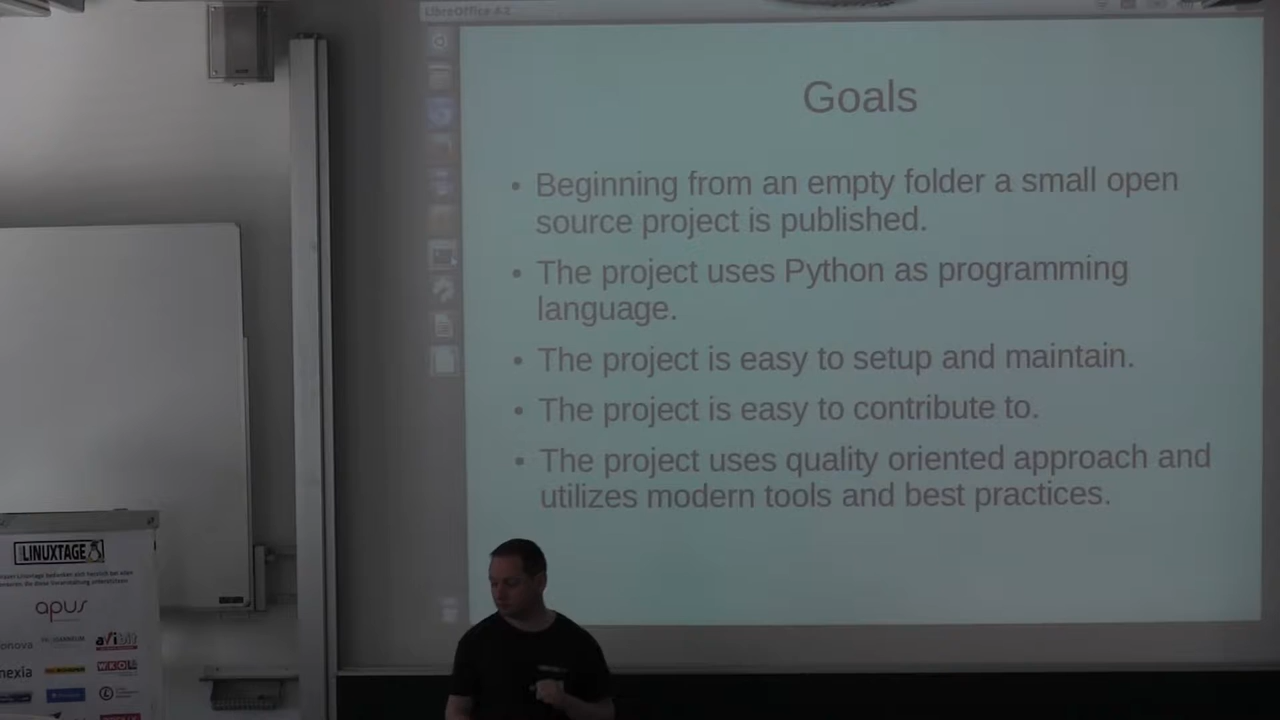 LibreOffice
Goals
• Beginning from an empty folder a small open
source project is published.
• The project uses Python as programming
language.
• The project is easy to setup and maintain.
• The project is easy to contribute to.
• The project uses quality oriented approach and
utilizes modern tools and best practices.
LINUXTAGE
apus
avibit
nexia
WKO